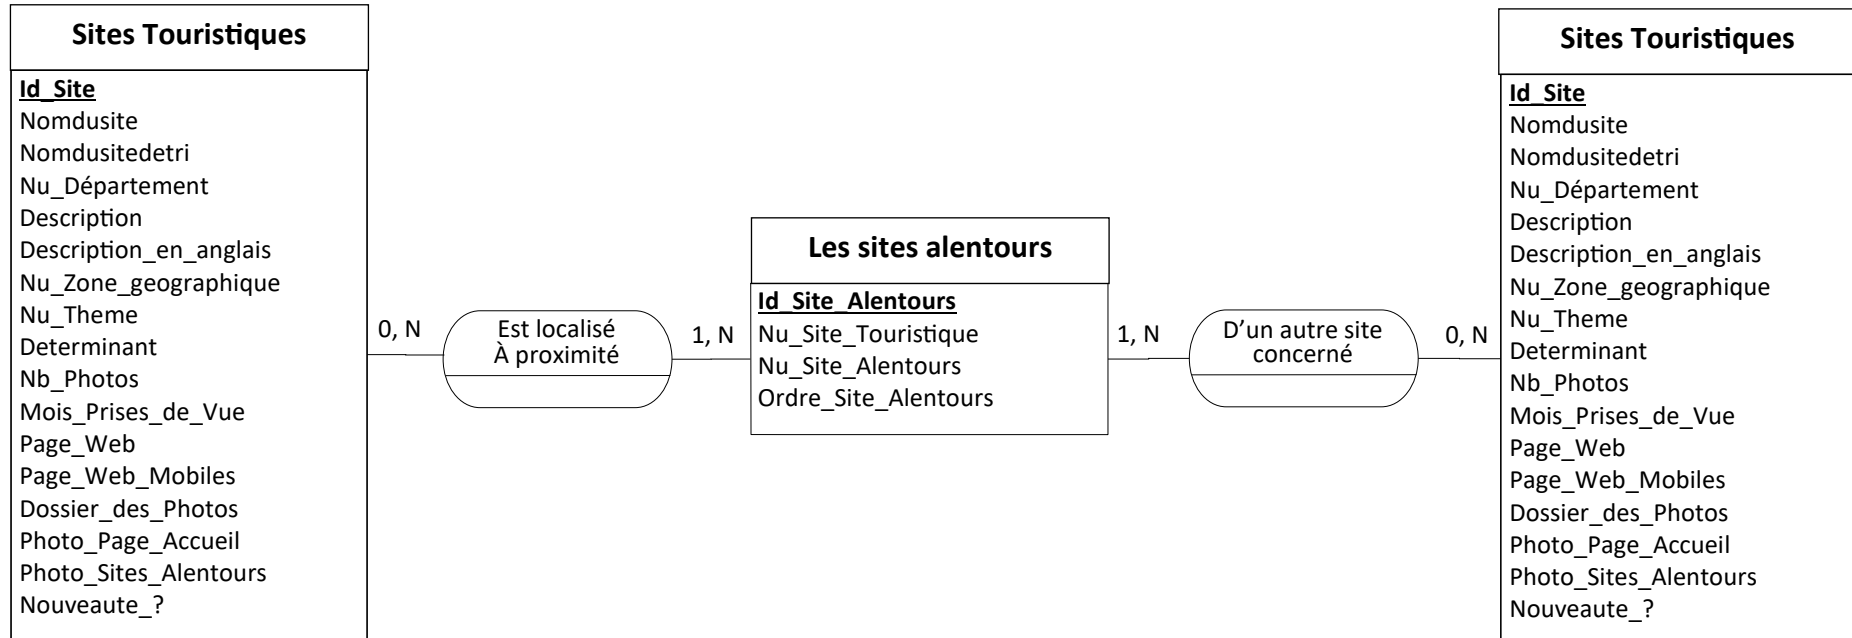 Sites Touristiques
Id_Site
Nomdusite
Nomdusitedetri
Nu_Département
Description
Description_en_anglais
Nu_Zone_geographique
Nu_Theme
Determinant
Nb_Photos
Mois_Prises_de_Vue
Page_Web
Page_Web_Mobiles
Dossier_des_Photos
Photo_Page_Accueil
Photo_Sites_Alentours
Nouveaute_?
0, N
Est localisé
À proximité
1, N
Les sites alentours
Id_Site_Alentours
Nu_Site_Touristique
Nu_Site_Alentours
Ordre_Site_Alentours
1, N
D’un autre site
concerné
0, N
Sites Touristiques
Id_Site
Nomdusite
Nomdusitedetri
Nu_Département
Description
Description_en_anglais
Nu_Zone_geographique
Nu_Theme
Determinant
Nb_Photos
Mois_Prises_de_Vue
Page_Web
Page_Web_Mobiles
Dossier_des_Photos
Photo_Page_Accueil
Photo_Sites_Alentours
Nouveaute_?